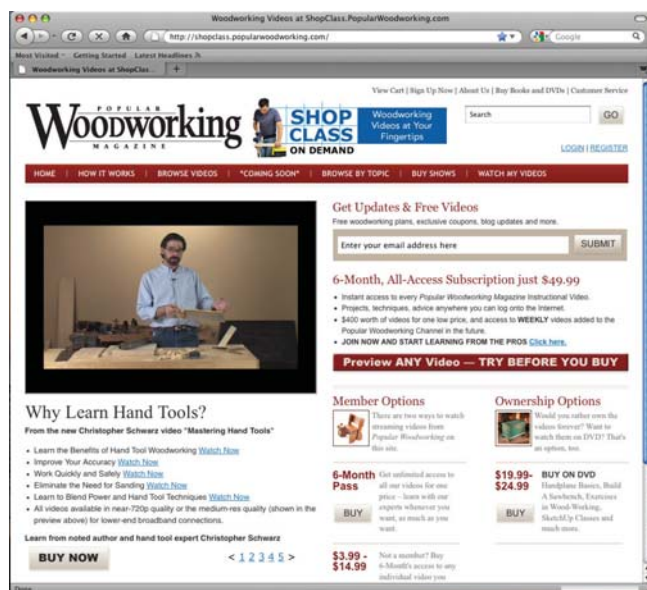 Woodworking Videos at ShopClass.PopularWoodworking.com
http://shopclass.popularworking.com/
Google
Most Visited Getting Started Latest Headlines
Woodworking Videos at ShopClas...
+
View Cart | Sign Up Now | About Us | Buy Books and DVDs | Customer Service
POPULAR
Woodworking
MAGAZINE
SHOP
CLASS
ON DEMAND
Woodworking
Videos at Your
Fingertips
Search
GO
LOGIN | REGISTER
HOME | HOW IT WORKS | BROWSE VIDEOS | *COMING SOON* | BROWSE BY TOPIC | BUY SHOWS | WATCH MY VIDEOS
Get Updates & Free Videos
Free woodworking plans, exclusive coupons, blog updates and more.
Enter your email address here
SUBMIT
6-Month, All-Access Subscription just $49.99
• Instant access to every Popular Woodworking Magazine Instructional Video.
• Projects, techniques, advice anywhere you can log onto the Internet.
• $400 worth of videos for one low price, and access to WEEKLY videos added to the
Popular Woodworking Channel in the future.
• JOIN NOW AND START LEARNING FROM THE PROS Click here.
Preview ANY Video — TRY BEFORE YOU BUY
Why Learn Hand Tools?
From the new Christopher Schwarz video "Mastering Hand Tools"
• Learn the Benefits of Hand Tool Woodworking Watch Now
• Improve Your Accuracy Watch Now
• Work Quickly and Safely Watch Now
• Eliminate the Need for Sanding Watch Now
• Learn to Blend Power and Hand Tool Techniques Watch Now
• All videos available in near-720p quality or the medium-res quality (shown in the
preview above) for lower-end broadband connections.
Learn from noted author and hand tool expert Christopher Schwarz
BUY NOW
< 1 2 3 4 5 >
Member Options
There are two ways to watch
streaming videos from
Popular Woodworking on
this site.
6-Month
Pass
BUY
Get unlimited access to
all our videos for one
price – learn with our
experts whenever you
want, as much as you
want.
$3.99 -
$14.99
Not a member? Buy
6-Month's access to any
individual video you
Ownership Options
Would you rather own the
videos forever? Want to
watch them on DVD? That's
an option, too.
$19.99-
$24.99
BUY
BUY ON DVD
Handplane Basics, Build
A Sawbench, Exercises
in Wood-Working,
SketchUp Classes and
much more.
Done